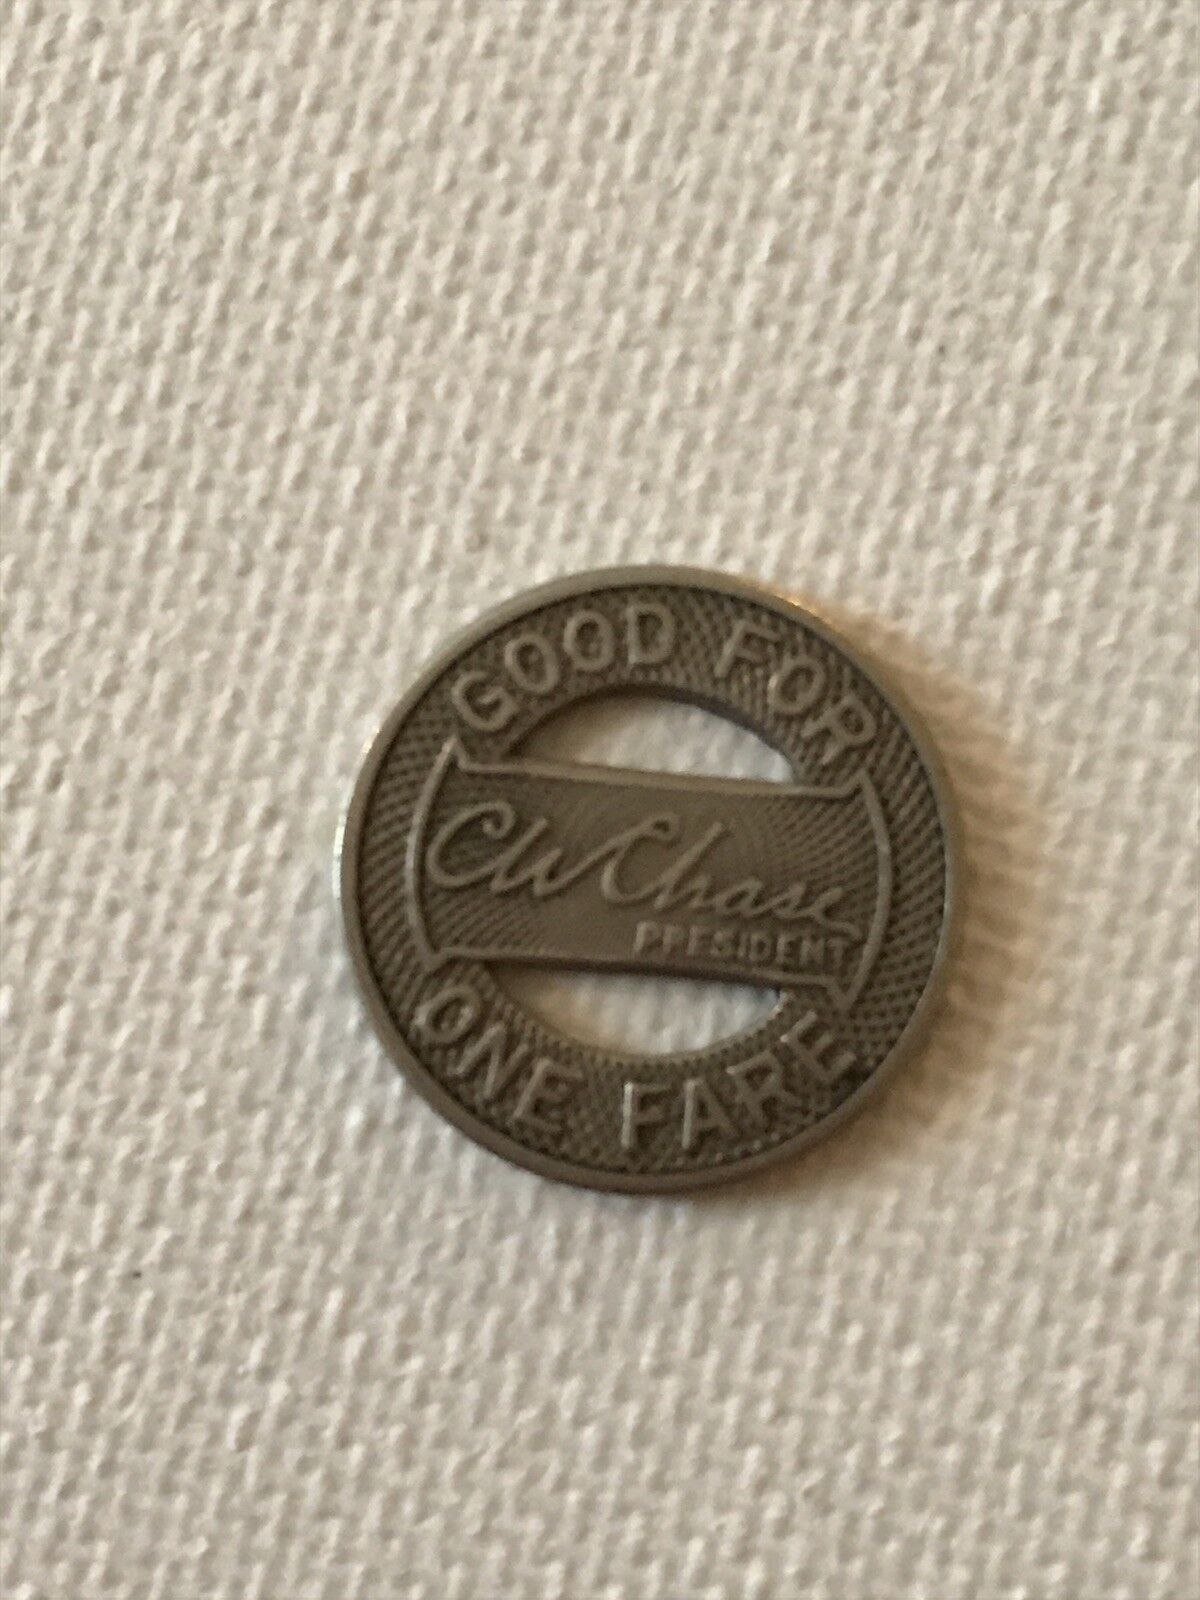 GOOD FOR
CW Chase
PRESIDENT
ONE FARE